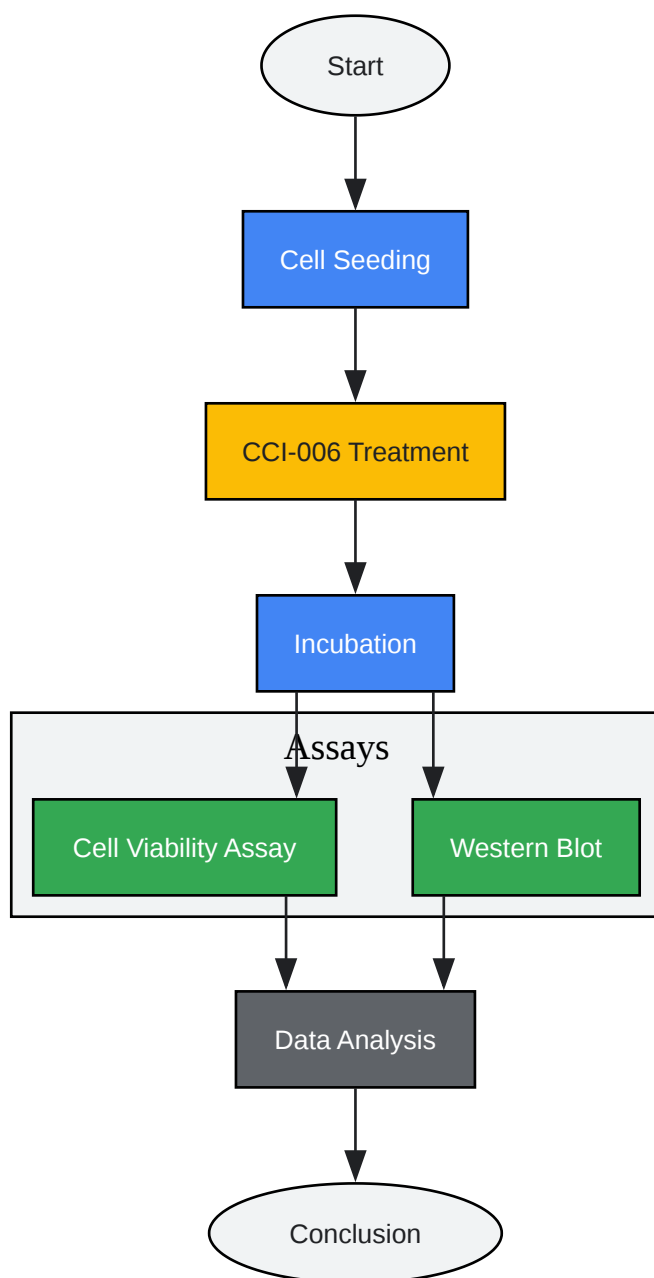 Start
Cell Seeding
CCI-006 Treatment
Incubation
Assays
Cell Viability Assay
Western Blot
Data Analysis
Conclusion